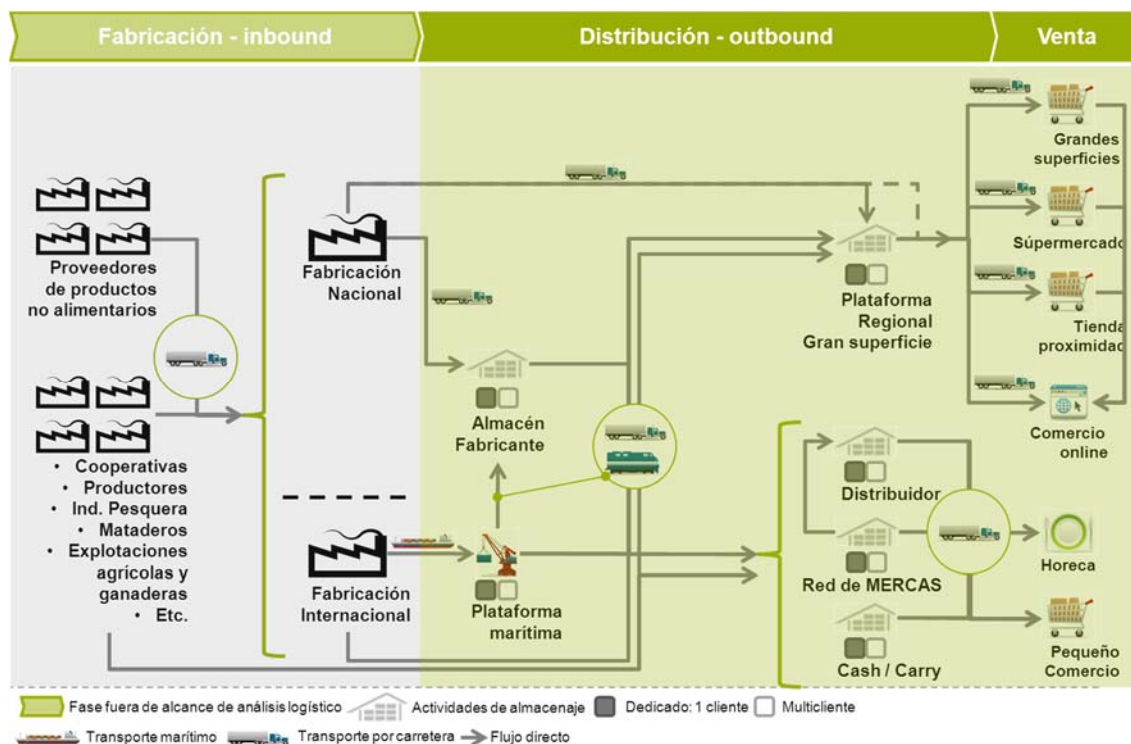 Fabricación - inbound
Distribución - outbound
Venta
Proveedores
de productos
no alimentarios
• Cooperativas
• Productores
• Ind. Pesquera
• Mataderos
• Explotaciones
agrícolas y
ganaderas
• Etc.
Fabricación
Nacional
Fabricación
Internacional
Almacén
Fabricante
Plataforma
marítima
Plataforma
Regional
Gran superficie
Distribuidor
Red de MERCAS
Cash / Carry
Grandes
superficies
Súpermercado
Tienda
proximidad
Comercio
online
Horeca
Pequeño
Comercio
Fase fuera de alcance de análisis logístico
Actividades de almacenaje
Dedicado: 1 cliente
Multicliente
Transporte marítimo
Transporte por carretera
Flujo directo